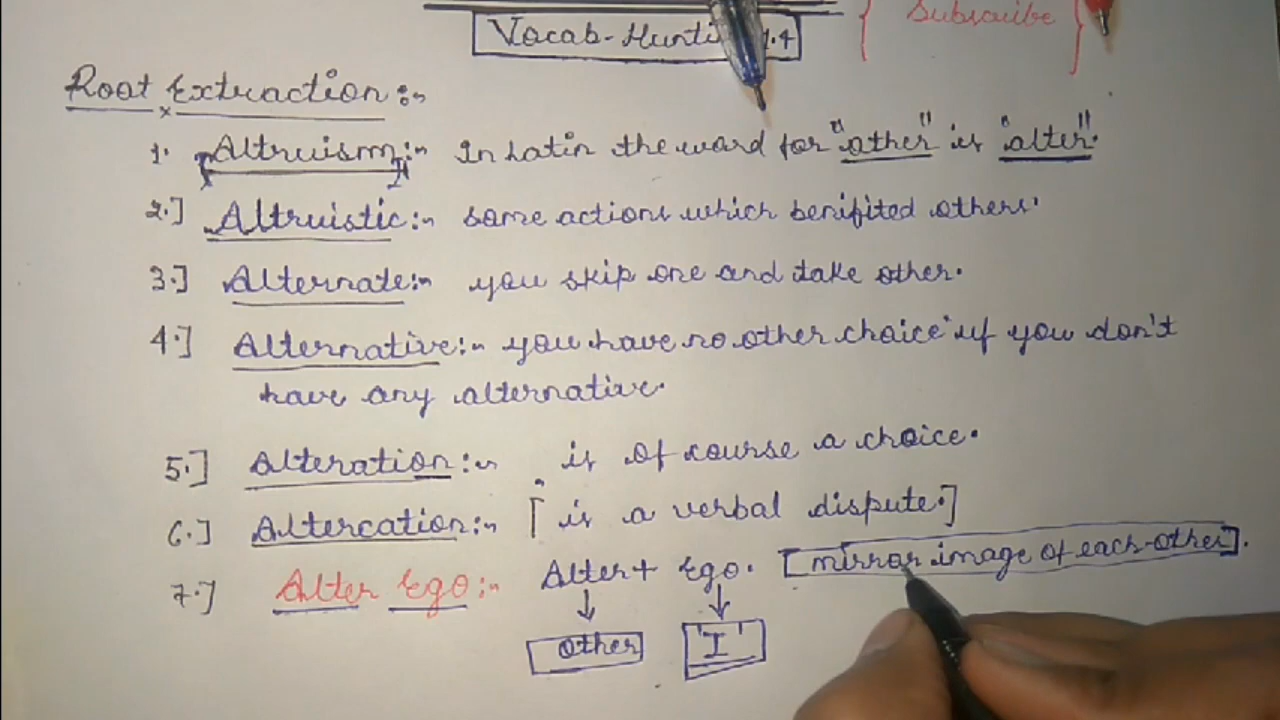 Vocab-Hunti 1.4
{ Subscribe }
Root Extraction :-
1. Altruism :- In Latin the word for "other" is "alter".
2.] Altruistic :- some actions which benifited others.
3.] Alternate :- you skip one and take other.
4.] Alternative :- you have no other choice if you don't
have any alternative.
5.] Alteration :- is of course a choice.
6.] Altercation :- [ is a verbal dispute.]
7.] Alter Ego :- Alter + Ego. [mirror image of each-other].
other 'I'